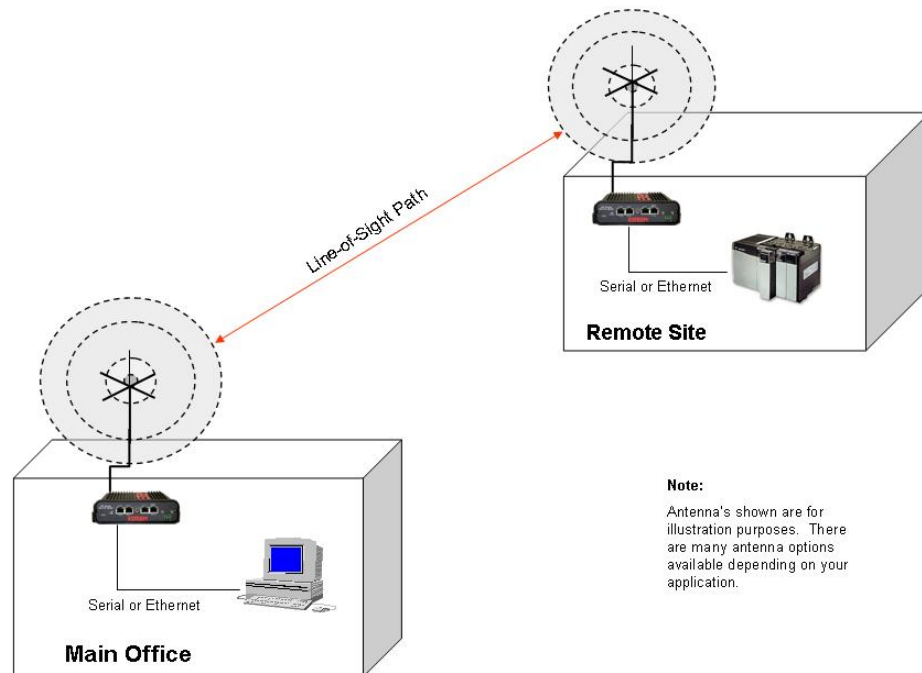 Line-of-Sight Path
Serial or Ethernet
Remote Site
Serial or Ethernet
Main Office
Note:
Antenna's shown are for
illustration purposes. There
are many antenna options
available depending on your
application.